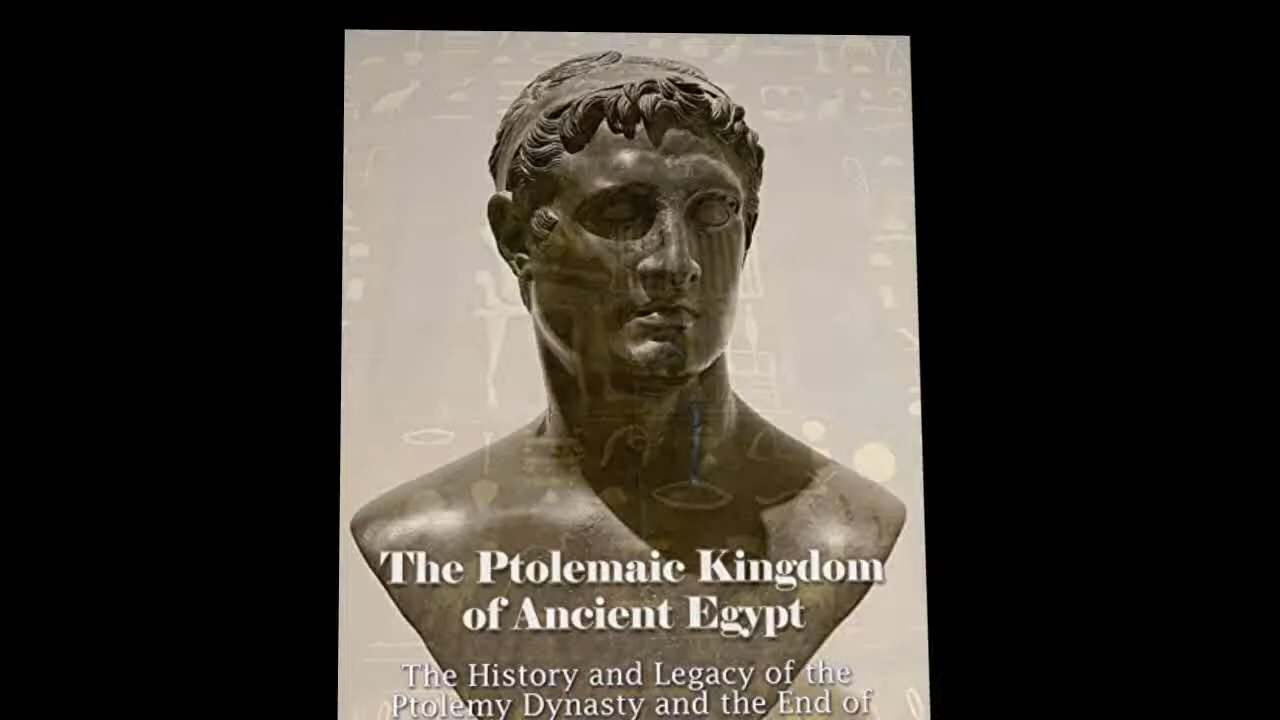 The Ptolemaic Kingdom
of Ancient Egypt
The History and Legacy of the
Ptolemy Dynasty and the End of